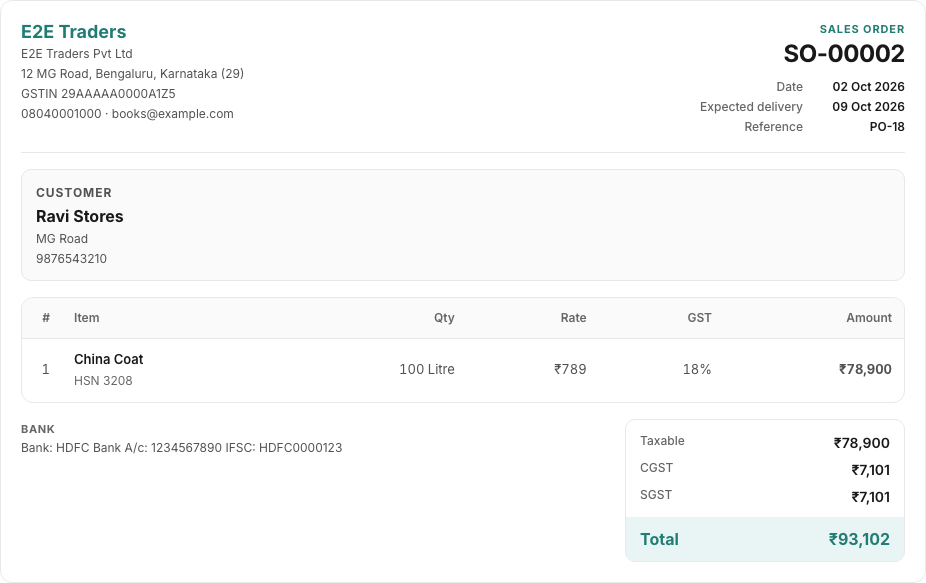 E2E Traders
E2E Traders Pvt Ltd
12 MG Road, Bengaluru, Karnataka (29)
GSTIN 29AAAAA0000A1Z5
08040001000 · books@example.com
SALES ORDER
SO-00002
Date 02 Oct 2026
Expected delivery 09 Oct 2026
Reference PO-18
CUSTOMER
Ravi Stores
MG Road
9876543210
# Item Qty Rate GST Amount
1 China Coat 100 Litre ₹789 18% ₹78,900
HSN 3208
BANK
Bank: HDFC Bank A/c: 1234567890 IFSC: HDFC0000123
Taxable ₹78,900
CGST ₹7,101
SGST ₹7,101
Total ₹93,102